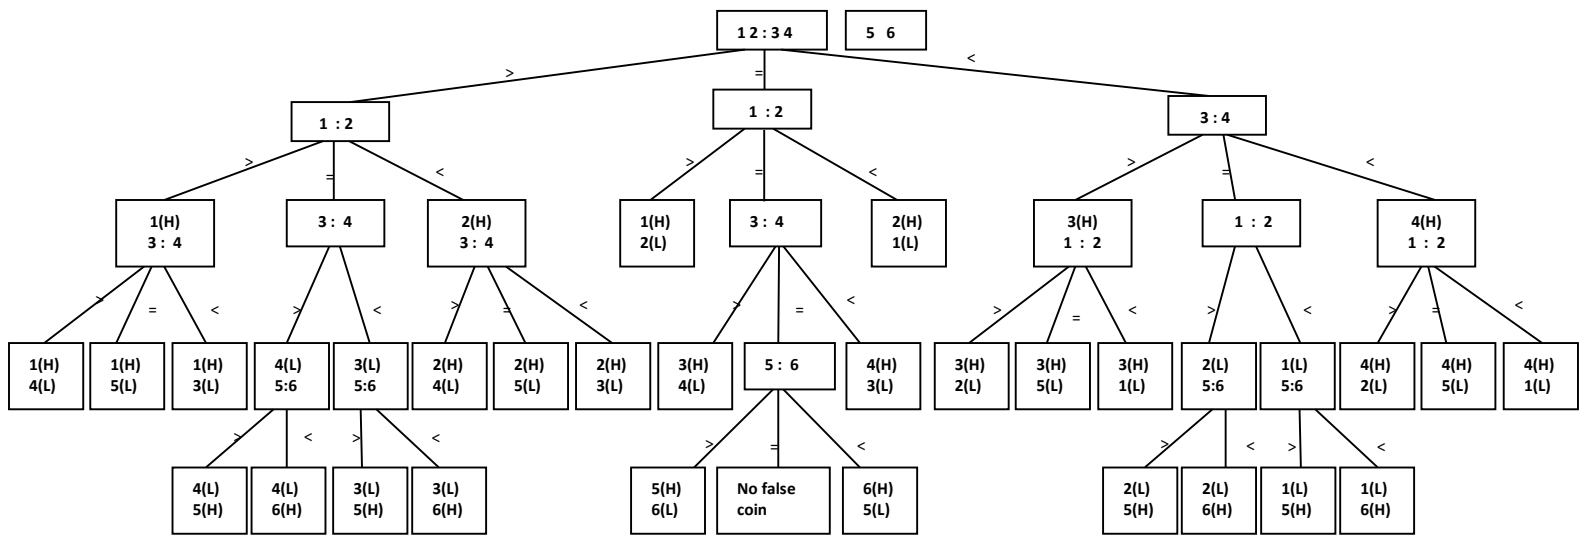 1 2 : 3 4
5 6
>
=
<
1 : 2
1 : 2
3 : 4
>
=
<
>
=
<
>
=
<
1(H)
3 : 4
3 : 4
2(H)
3 : 4
1(H)
2(L)
3 : 4
2(H)
1(L)
3(H)
1 : 2
1 : 2
4(H)
1 : 2
>
=
<
>
<
>
=
<
>
=
<
>
=
<
>
<
>
=
<
1(H)
4(L)
1(H)
5(L)
1(H)
3(L)
4(L)
5:6
3(L)
5:6
2(H)
4(L)
2(H)
5(L)
2(H)
3(L)
3(H)
4(L)
5 : 6
4(H)
3(L)
3(H)
2(L)
3(H)
5(L)
3(H)
1(L)
2(L)
5:6
1(L)
5:6
4(H)
2(L)
4(H)
5(L)
4(H)
1(L)
>
<
>
<
>
=
<
>
<
>
<
4(L)
5(H)
4(L)
6(H)
3(L)
5(H)
3(L)
6(H)
5(H)
6(L)
No false
coin
6(H)
5(L)
2(L)
5(H)
2(L)
6(H)
1(L)
5(H)
1(L)
6(H)